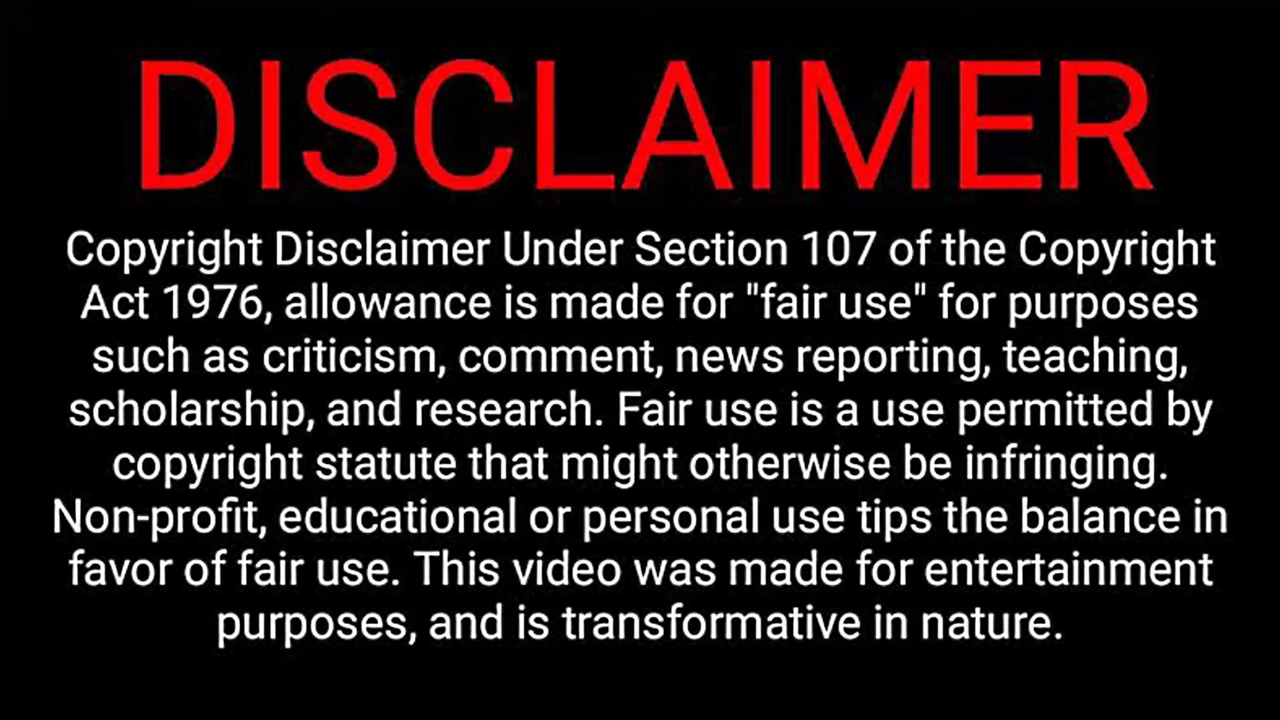 DISCLAIMER
Copyright Disclaimer Under Section 107 of the Copyright
Act 1976, allowance is made for "fair use" for purposes
such as criticism, comment, news reporting, teaching,
scholarship, and research. Fair use is a use permitted by
copyright statute that might otherwise be infringing.
Non-profit, educational or personal use tips the balance in
favor of fair use. This video was made for entertainment
purposes, and is transformative in nature.